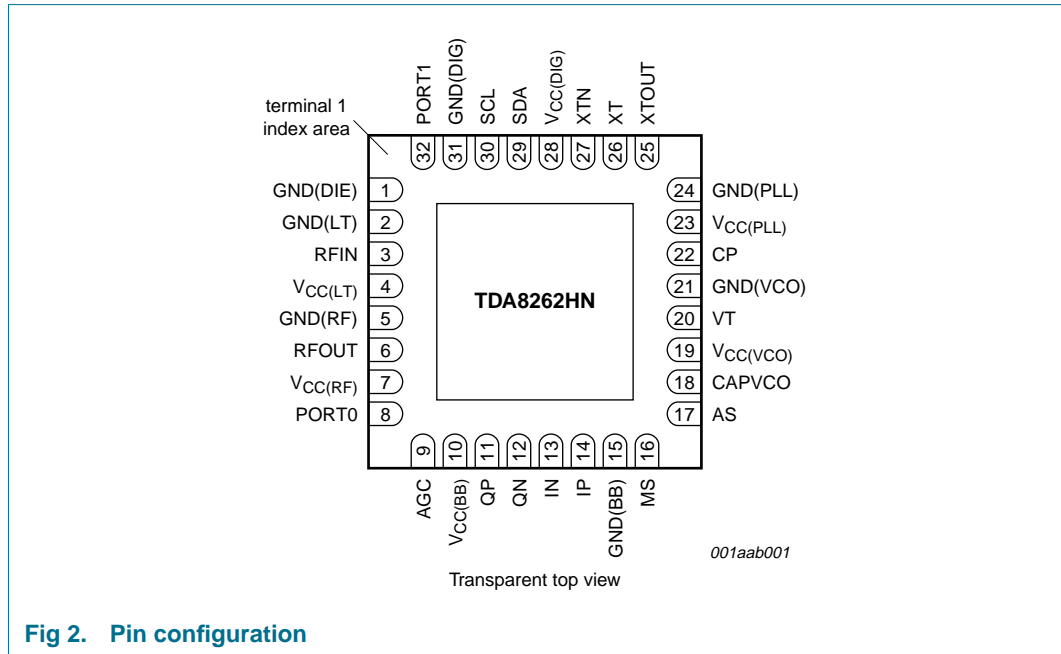 PORT1
GND(DIG)
SCL
SDA
VCC(DIG)
XTN
XT
XTOUT
terminal 1
index area
32 31 30 29 28 27 26 25
GND(DIE) 1 24 GND(PLL)
GND(LT) 2 23 VCC(PLL)
RFIN 3 22 CP
VCC(LT) 4 21 GND(VCO)
GND(RF) 5 TDA8262HN 20 VT
RFOUT 6 19 VCC(VCO)
VCC(RF) 7 18 CAPVCO
PORT0 8 17 AS
9 10 11 12 13 14 15 16
AGC
VCC(BB)
QP
QN
IN
IP
GND(BB)
MS
001aab001
Transparent top view
Fig 2. Pin configuration